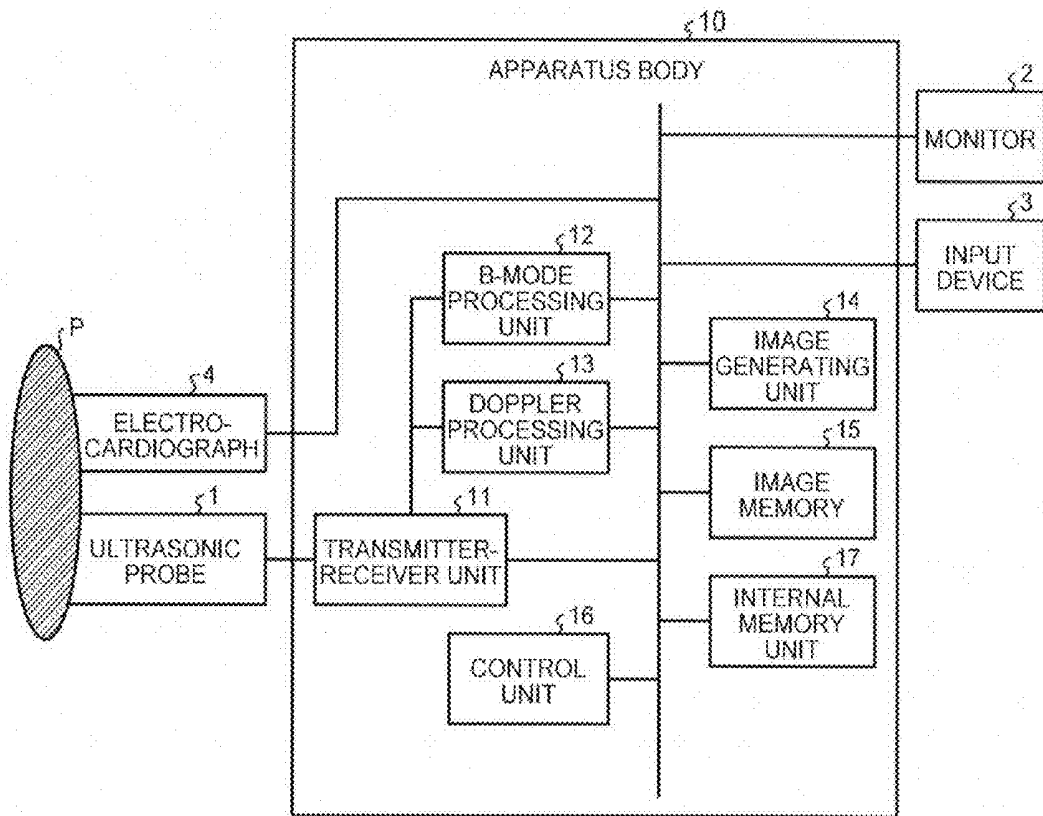 10
APPARATUS BODY
2
MONITOR
3
INPUT
DEVICE
12
B-MODE
PROCESSING
UNIT
14
IMAGE
GENERATING
UNIT
P
4
ELECTRO-
CARDIOGRAPH
13
DOPPLER
PROCESSING
UNIT
15
IMAGE
MEMORY
1
ULTRASONIC
PROBE
11
TRANSMITTER-
RECEIVER UNIT
17
INTERNAL
MEMORY
UNIT
16
CONTROL
UNIT